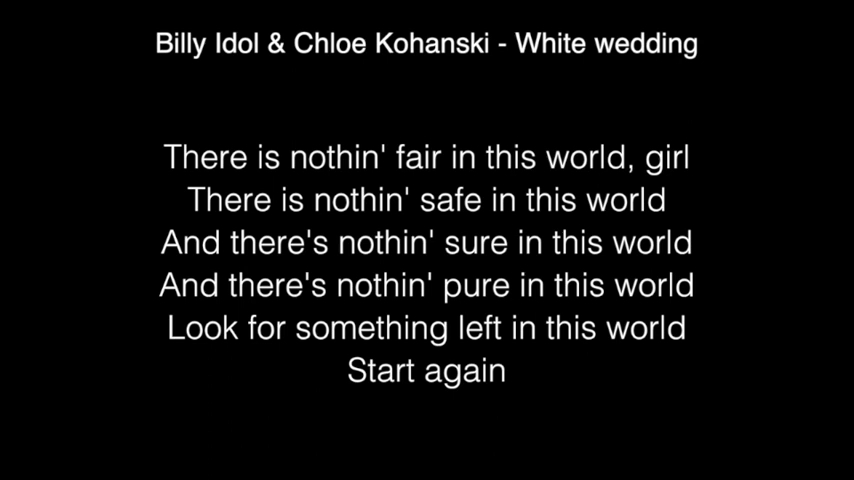 Billy Idol & Chloe Kohanski - White wedding
There is nothin' fair in this world, girl
There is nothin' safe in this world
And there's nothin' sure in this world
And there's nothin' pure in this world
Look for something left in this world
Start again